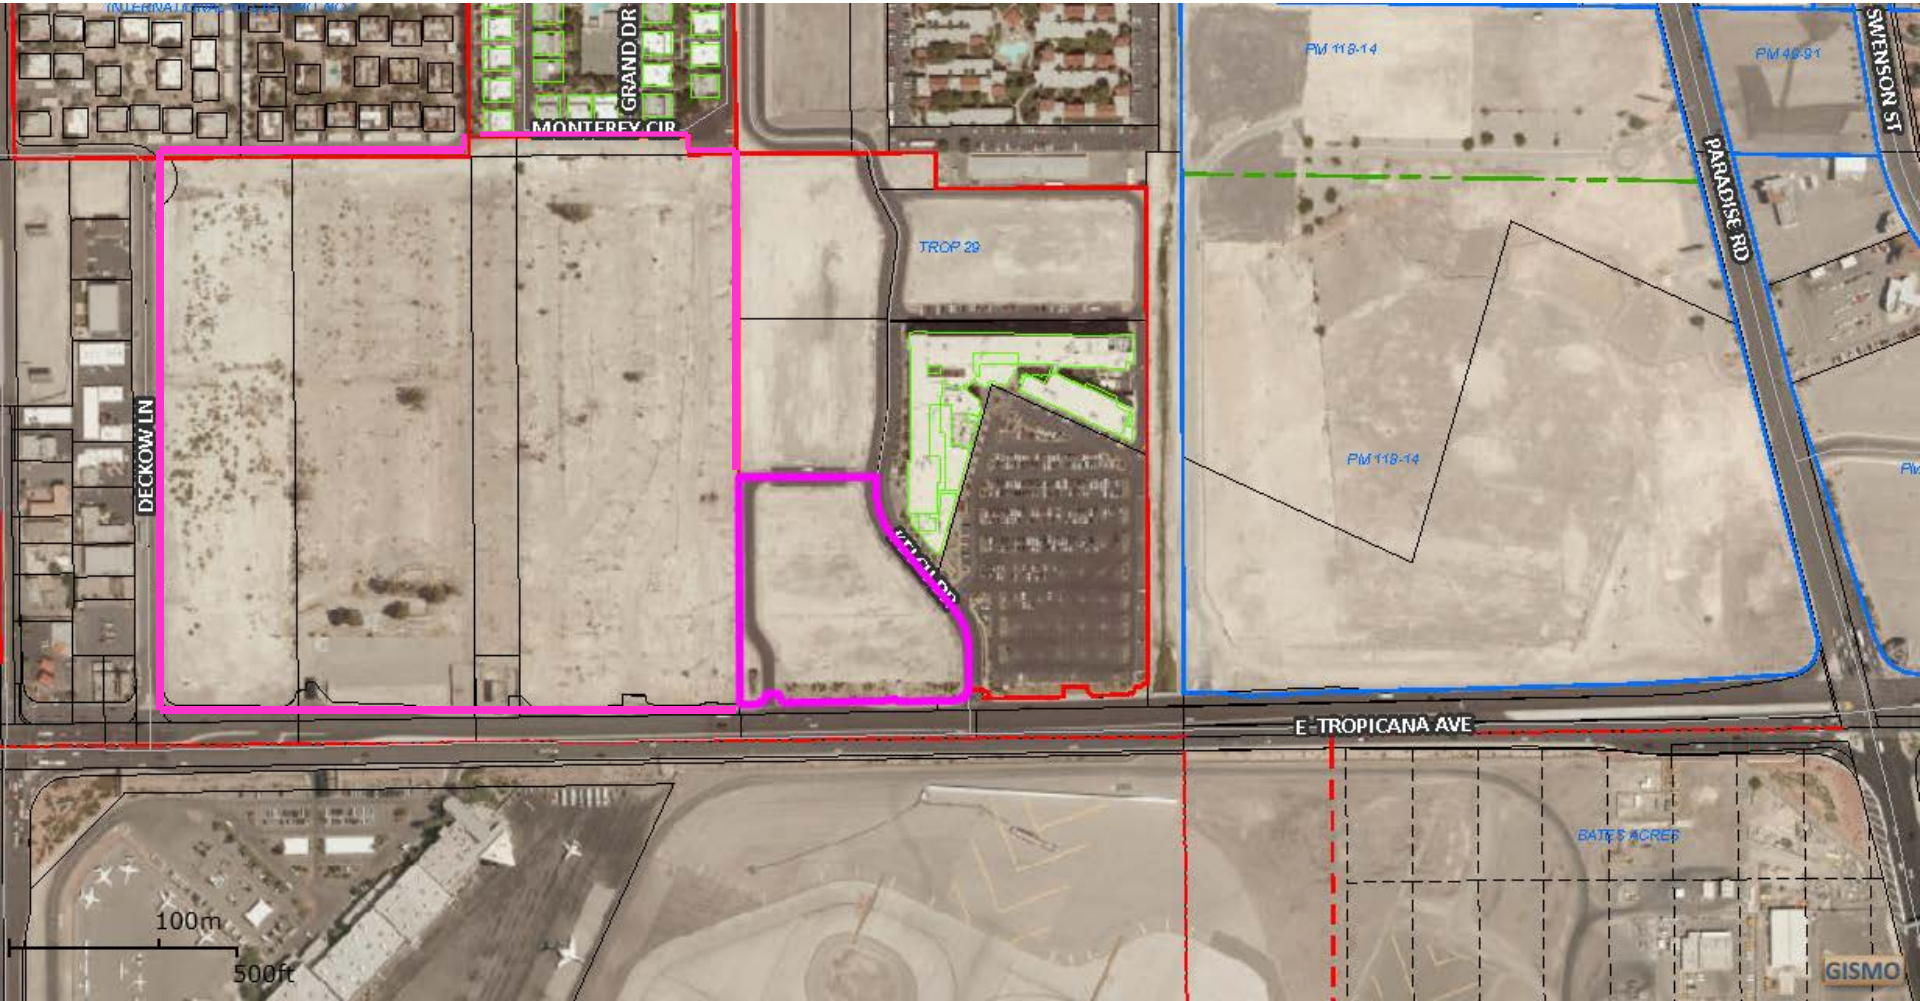 GRAND DR
MONTEREY CIR
PM 118-14
PM 46-91
SWENSON ST
PARADISE RD
TROP 29
DECKOW LN
PM 118-14
E TROPICANA AVE
BATES ACRES
100m
500ft
GISMO